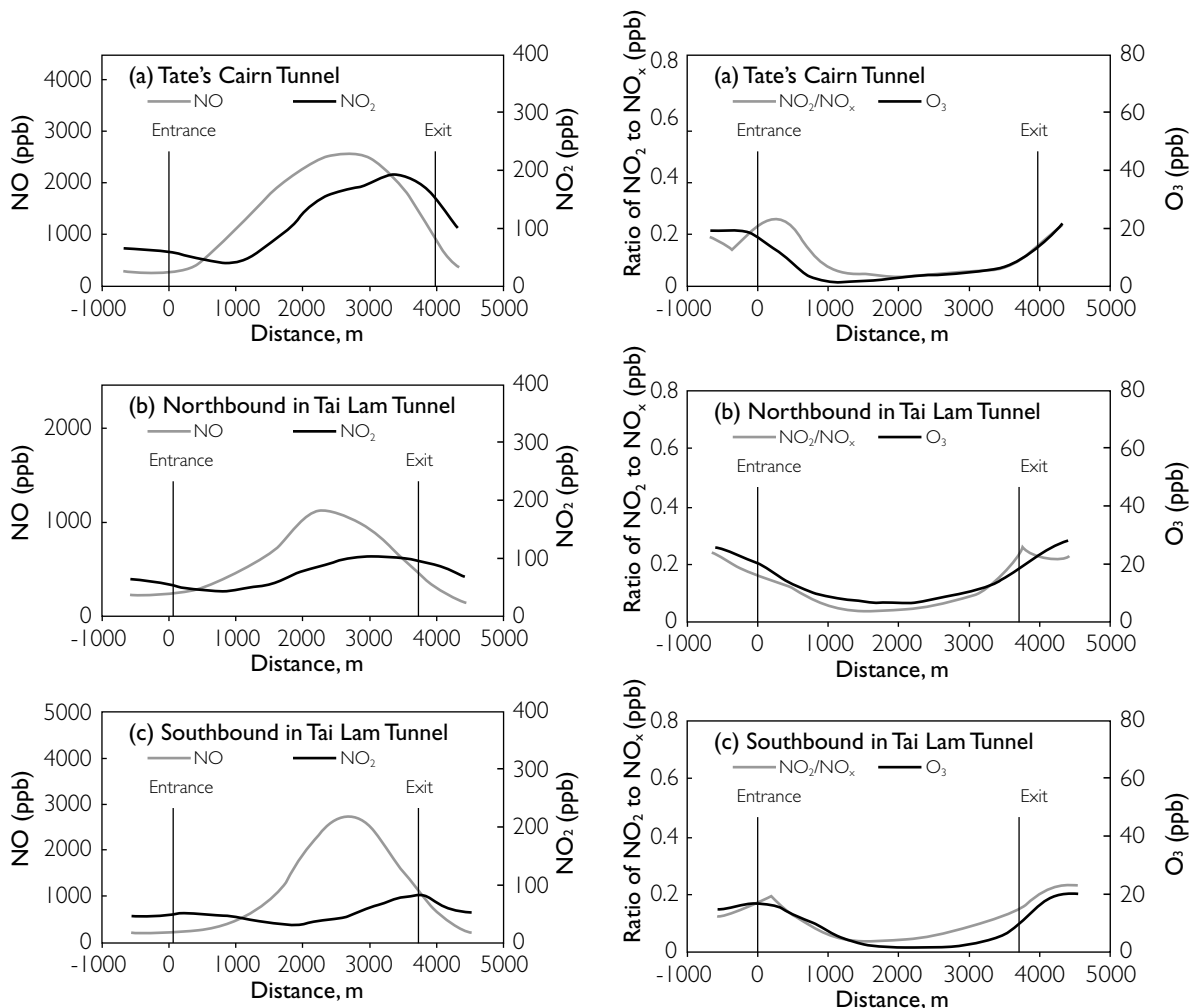 (a) Tate's Cairn Tunnel
NO NO₂
Entrance Exit
NO (ppb)
4000
3000
2000
1000
0
NO₂ (ppb)
400
300
200
100
0
-1000 0 1000 2000 3000 4000 5000
Distance, m
(a) Tate's Cairn Tunnel
NO₂/NOₓ O₃
Entrance Exit
Ratio of NO₂ to NOₓ (ppb)
0.8
0.6
0.4
0.2
0
O₃ (ppb)
80
60
40
20
0
-1000 0 1000 2000 3000 4000 5000
Distance, m
(b) Northbound in Tai Lam Tunnel
NO NO₂
Entrance Exit
NO (ppb)
2000
1000
0
NO₂ (ppb)
400
300
200
100
0
-1000 0 1000 2000 3000 4000 5000
Distance, m
(b) Northbound in Tai Lam Tunnel
NO₂/NOₓ O₃
Entrance Exit
Ratio of NO₂ to NOₓ (ppb)
0.8
0.6
0.4
0.2
0
O₃ (ppb)
80
60
40
20
0
-1000 0 1000 2000 3000 4000 5000
Distance, m
(c) Southbound in Tai Lam Tunnel
NO NO₂
Entrance Exit
NO (ppb)
5000
4000
3000
2000
1000
0
NO₂ (ppb)
400
300
200
100
0
-1000 0 1000 2000 3000 4000 5000
Distance, m
(c) Southbound in Tai Lam Tunnel
NO₂/NOₓ O₃
Entrance Exit
Ratio of NO₂ to NOₓ (ppb)
0.8
0.6
0.4
0.2
0
O₃ (ppb)
80
60
40
20
0
-1000 0 1000 2000 3000 4000 5000
Distance, m